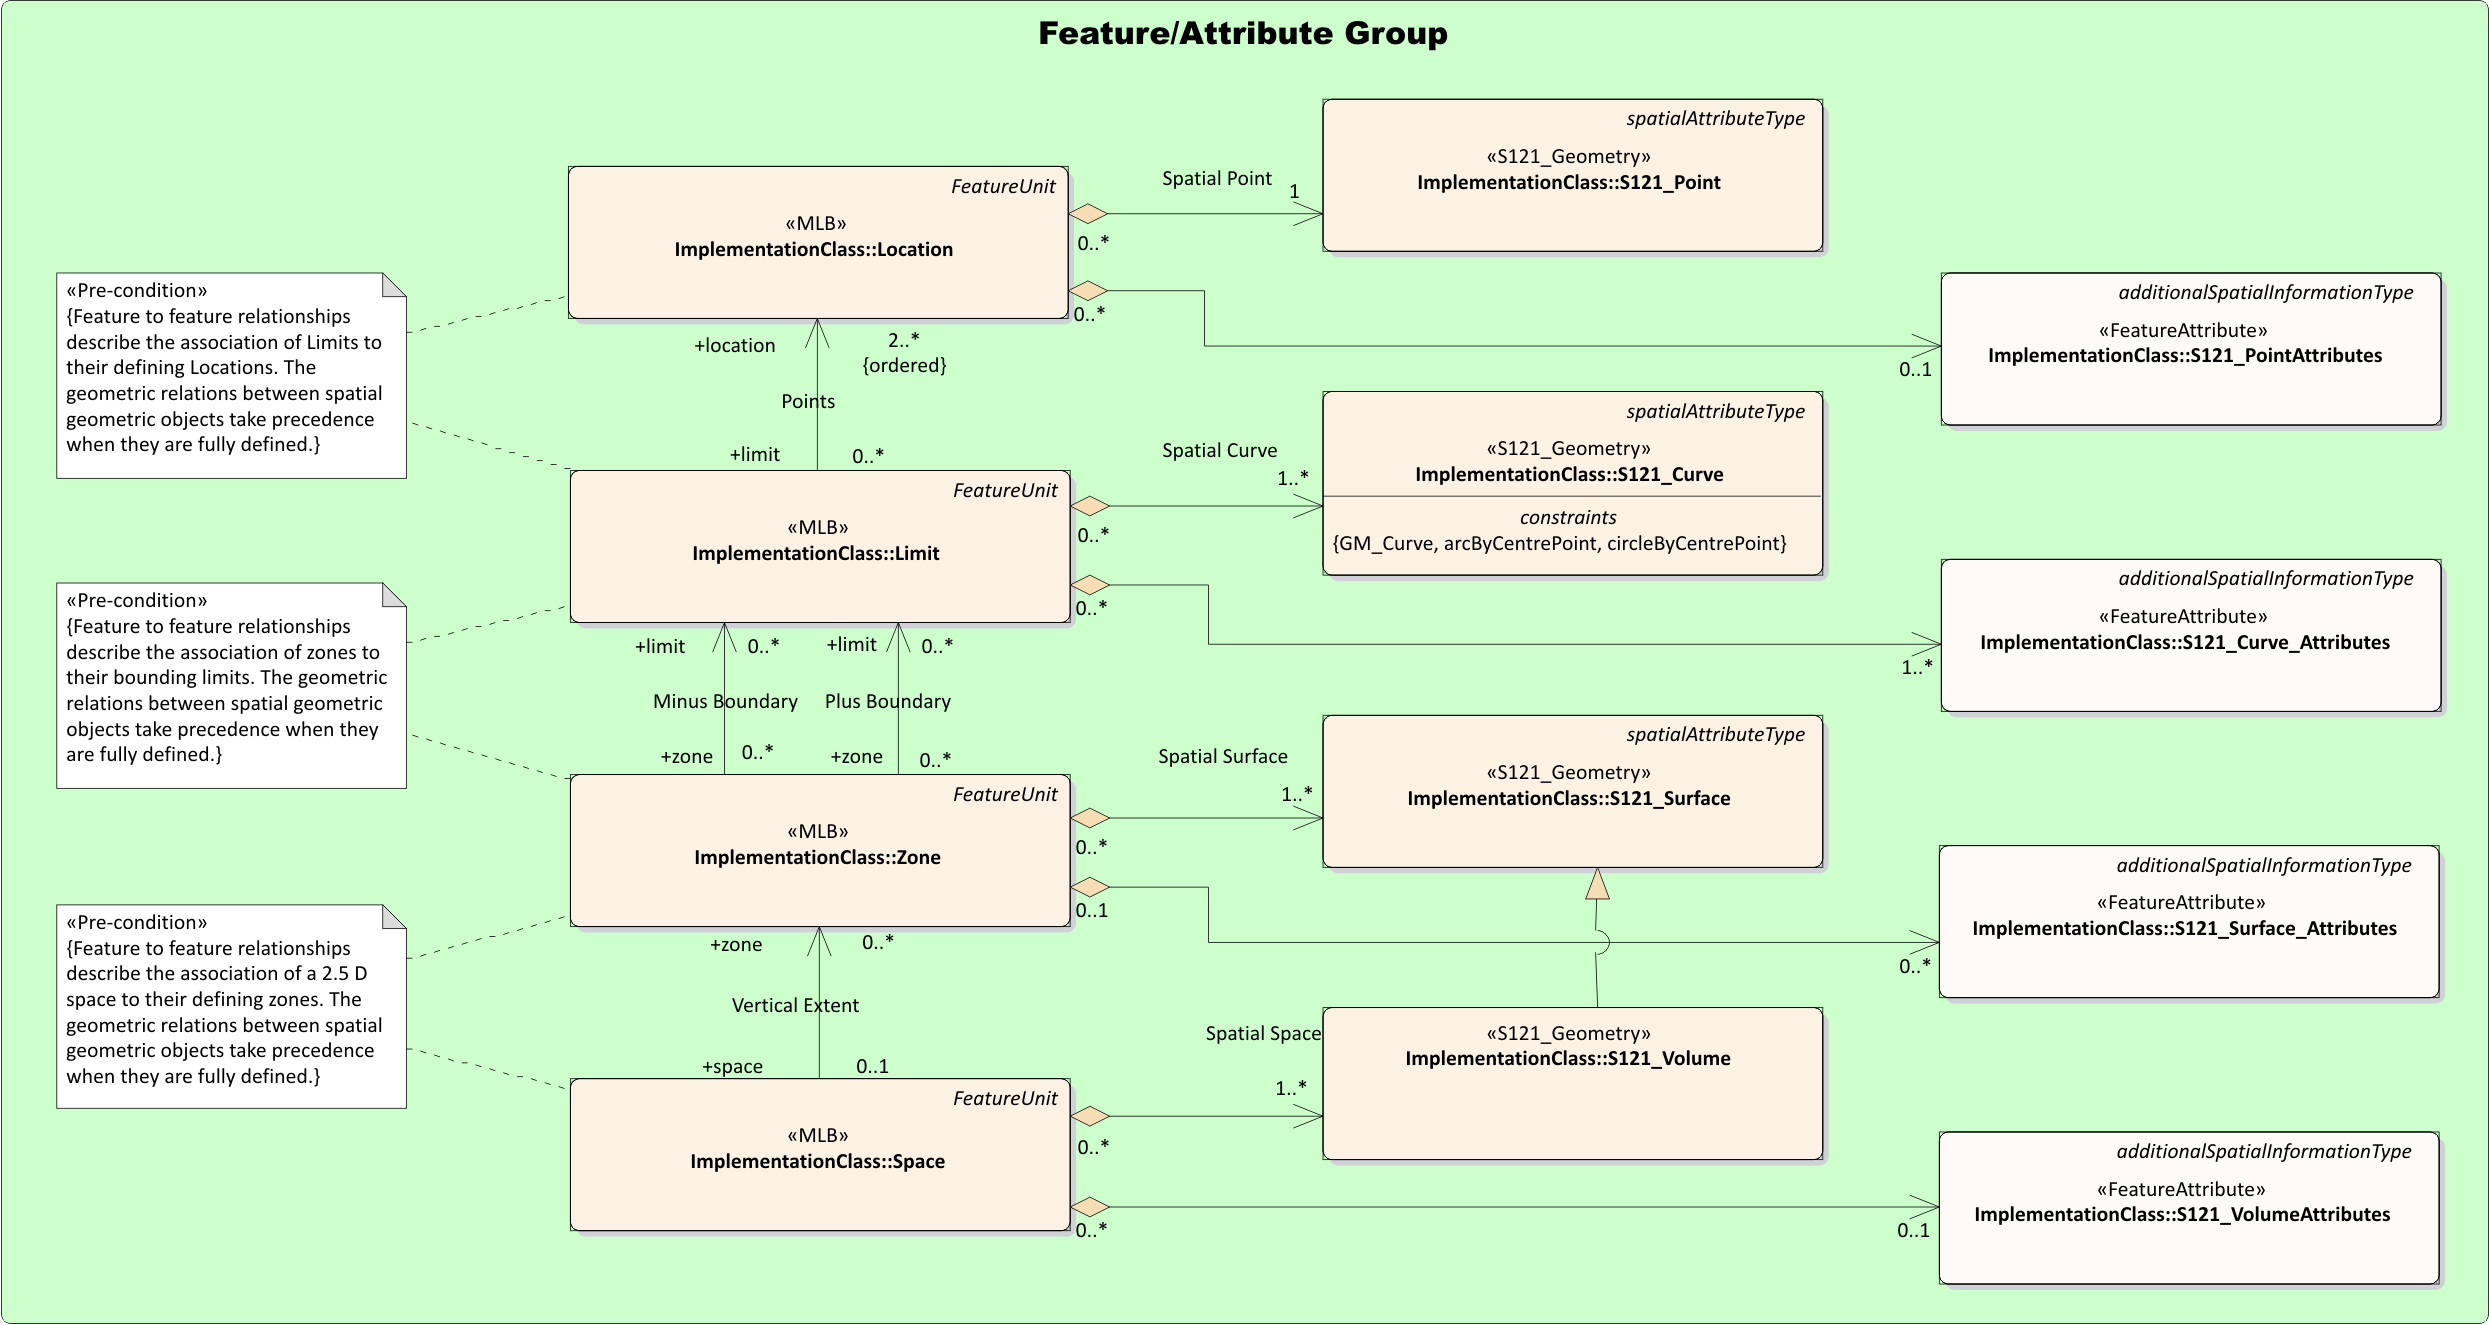 Feature/Attribute Group
spatialAttributeType
«S121_Geometry»
ImplementationClass::S121_Point
FeatureUnit
«MLB»
ImplementationClass::Location
Spatial Point
1
0..*
0..*
«Pre-condition»
{Feature to feature relationships
describe the association of Limits to
their defining Locations. The
geometric relations between spatial
geometric objects take precedence
when they are fully defined.}
additionalSpatialInformationType
«FeatureAttribute»
ImplementationClass::S121_PointAttributes
0..1
+location
2..*
{ordered}
Points
+limit
0..*
spatialAttributeType
«S121_Geometry»
ImplementationClass::S121_Curve
constraints
{GM_Curve, arcByCentrePoint, circleByCentrePoint}
Spatial Curve
1..*
FeatureUnit
«MLB»
ImplementationClass::Limit
0..*
0..*
additionalSpatialInformationType
«FeatureAttribute»
ImplementationClass::S121_Curve_Attributes
1..*
«Pre-condition»
{Feature to feature relationships
describe the association of zones to
their bounding limits. The geometric
relations between spatial geometric
objects take precedence when they
are fully defined.}
+limit
0..*
+limit
0..*
Minus Boundary
Plus Boundary
+zone
0..*
+zone
0..*
Spatial Surface
1..*
spatialAttributeType
«S121_Geometry»
ImplementationClass::S121_Surface
FeatureUnit
«MLB»
ImplementationClass::Zone
0..*
0..1
additionalSpatialInformationType
«FeatureAttribute»
ImplementationClass::S121_Surface_Attributes
0..*
«Pre-condition»
{Feature to feature relationships
describe the association of a 2.5 D
space to their defining zones. The
geometric relations between spatial
geometric objects take precedence
when they are fully defined.}
+zone
0..*
Vertical Extent
+space
0..1
Spatial Space
1..*
«S121_Geometry»
ImplementationClass::S121_Volume
FeatureUnit
«MLB»
ImplementationClass::Space
0..*
0..*
additionalSpatialInformationType
«FeatureAttribute»
ImplementationClass::S121_VolumeAttributes
0..1